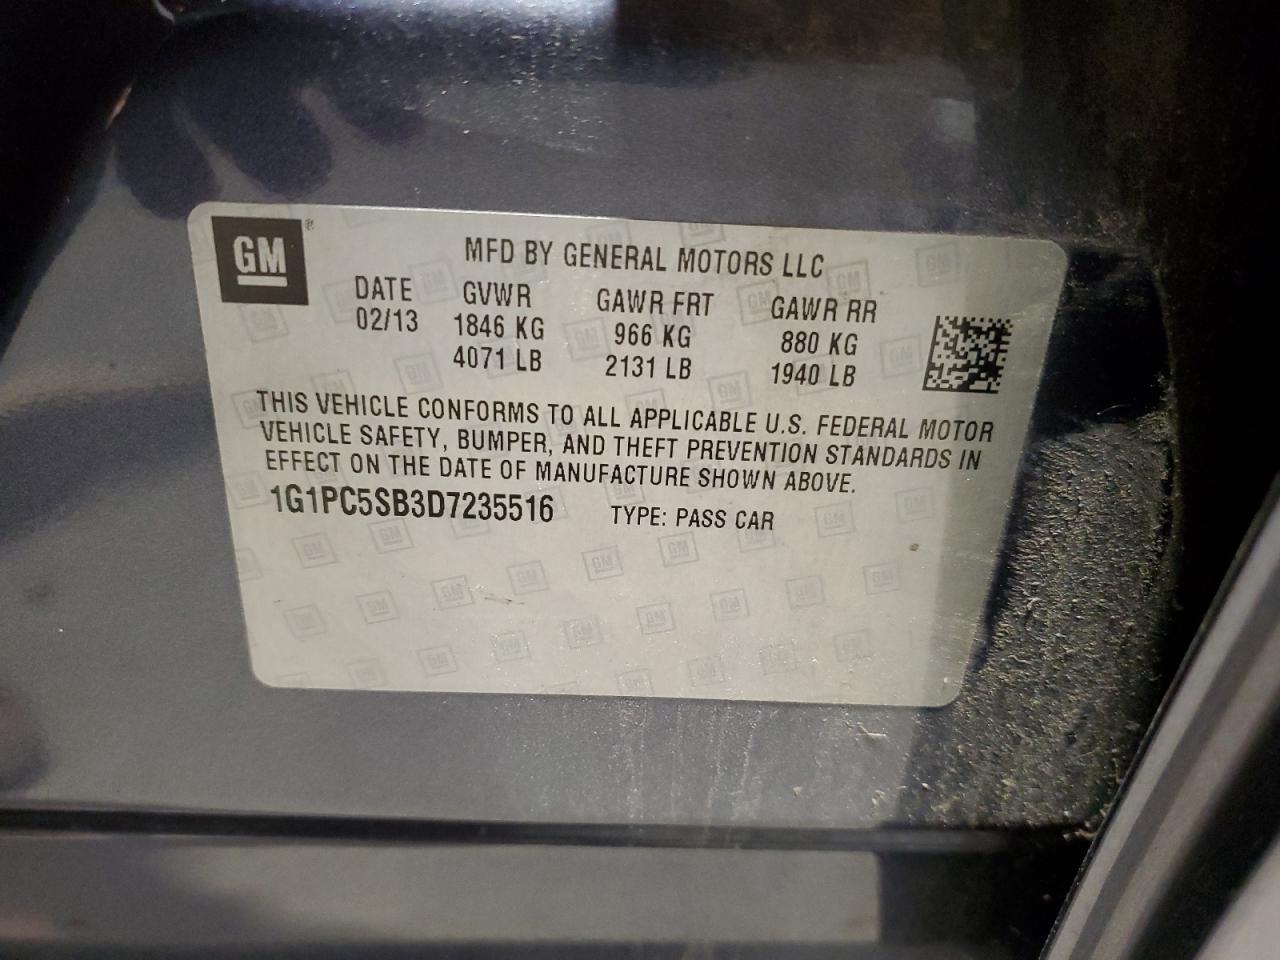 GM ®
MFD BY GENERAL MOTORS LLC
DATE GVWR GAWR FRT GAWR RR
02/13 1846 KG 966 KG 880 KG
4071 LB 2131 LB 1940 LB
THIS VEHICLE CONFORMS TO ALL APPLICABLE U.S. FEDERAL MOTOR
VEHICLE SAFETY, BUMPER, AND THEFT PREVENTION STANDARDS IN
EFFECT ON THE DATE OF MANUFACTURE SHOWN ABOVE.
1G1PC5SB3D7235516 TYPE: PASS CAR